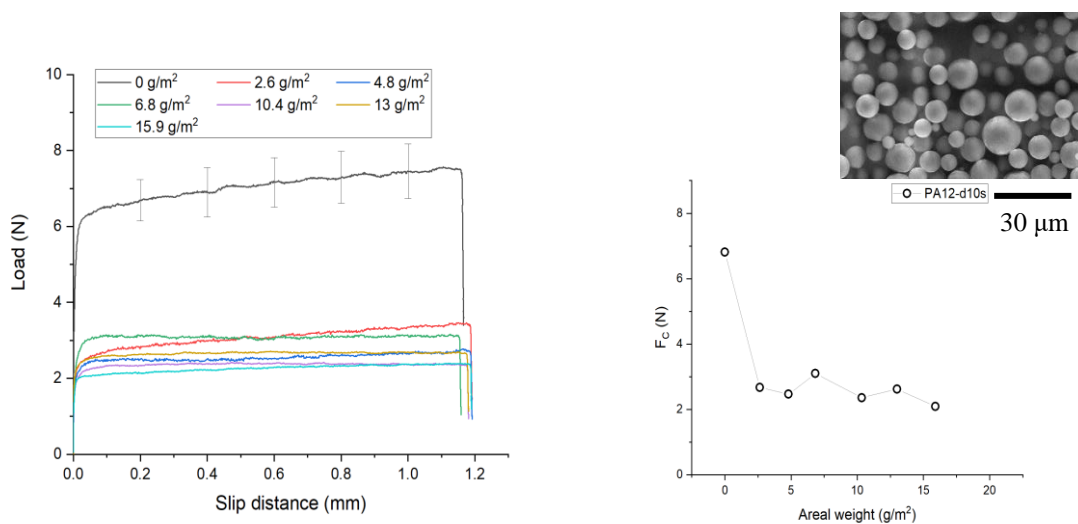 10
8
6
4
2
0
Load (N)
0 g/m²
2.6 g/m²
4.8 g/m²
6.8 g/m²
10.4 g/m²
13 g/m²
15.9 g/m²
0.0
0.2
0.4
0.6
0.8
1.0
1.2
Slip distance (mm)
PA12-d10s
30 μm
8
6
4
2
0
F_C (N)
0
5
10
15
20
Areal weight (g/m²)